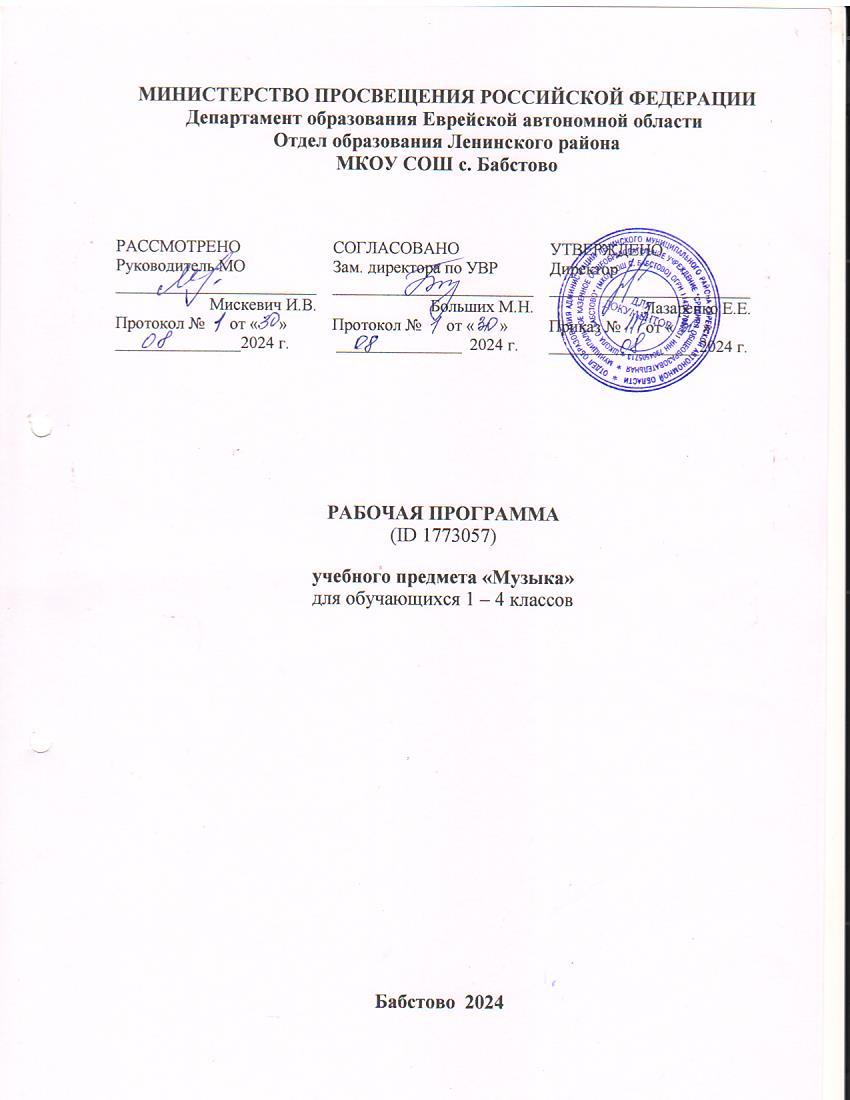 МИНИСТЕРСТВО ПРОСВЕЩЕНИЯ РОССИЙСКОЙ ФЕДЕРАЦИИ
Департамент образования Еврейской автономной области
Отдел образования Ленинского района
МКОУ СОШ с. Бабстово
РАССМОТРЕНО
Руководитель МО
Мискевич И.В.
Протокол № 1 от «30»
08 2024 г.
СОГЛАСОВАНО
Зам. директора по УВР
Больших М.Н.
Протокол № 1 от «30»
08 2024 г.
УТВЕРЖДЕНО
Директор
Лазаренко Е.Е.
Приказ № от «
08 2024 г.
ДЛЯ
ДОКУМЕНТОВ
РАБОЧАЯ ПРОГРАММА
(ID 1773057)
учебного предмета «Музыка»
для обучающихся 1 – 4 классов
Бабстово 2024